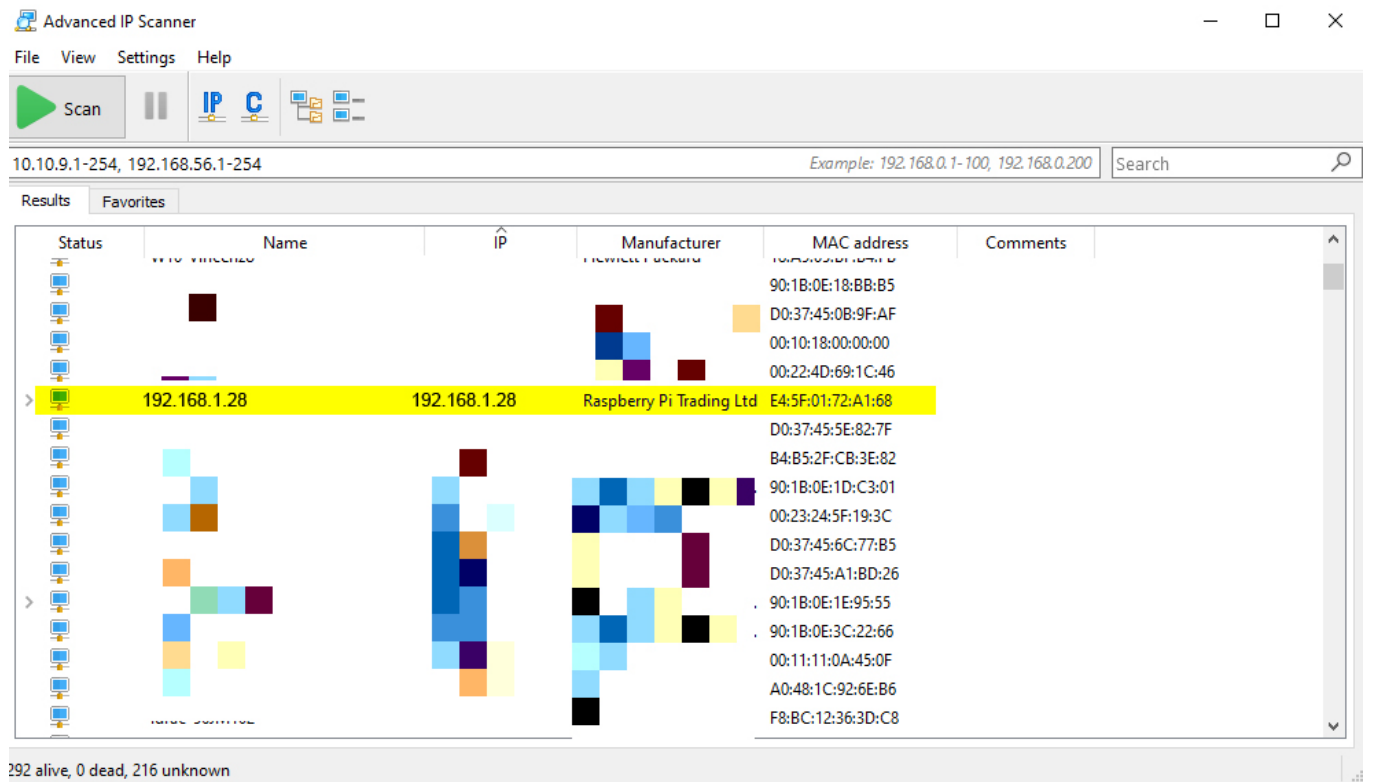 Advanced IP Scanner
File View Settings Help
Scan IP C
10.10.9.1-254, 192.168.56.1-254 Example: 192.168.0.1-100, 192.168.0.200 Search
Results Favorites
Status Name IP Manufacturer MAC address Comments
90:1B:0E:18:BB:B5
D0:37:45:0B:9F:AF
00:10:18:00:00:00
00:22:4D:69:1C:46
192.168.1.28 192.168.1.28 Raspberry Pi Trading Ltd E4:5F:01:72:A1:68
D0:37:45:5E:82:7F
B4:B5:2F:CB:3E:82
90:1B:0E:1D:C3:01
00:23:24:5F:19:3C
D0:37:45:6C:77:B5
D0:37:45:A1:BD:26
90:1B:0E:1E:95:55
90:1B:0E:3C:22:66
00:11:11:0A:45:0F
A0:48:1C:92:6E:B6
F8:BC:12:36:3D:C8
292 alive, 0 dead, 216 unknown